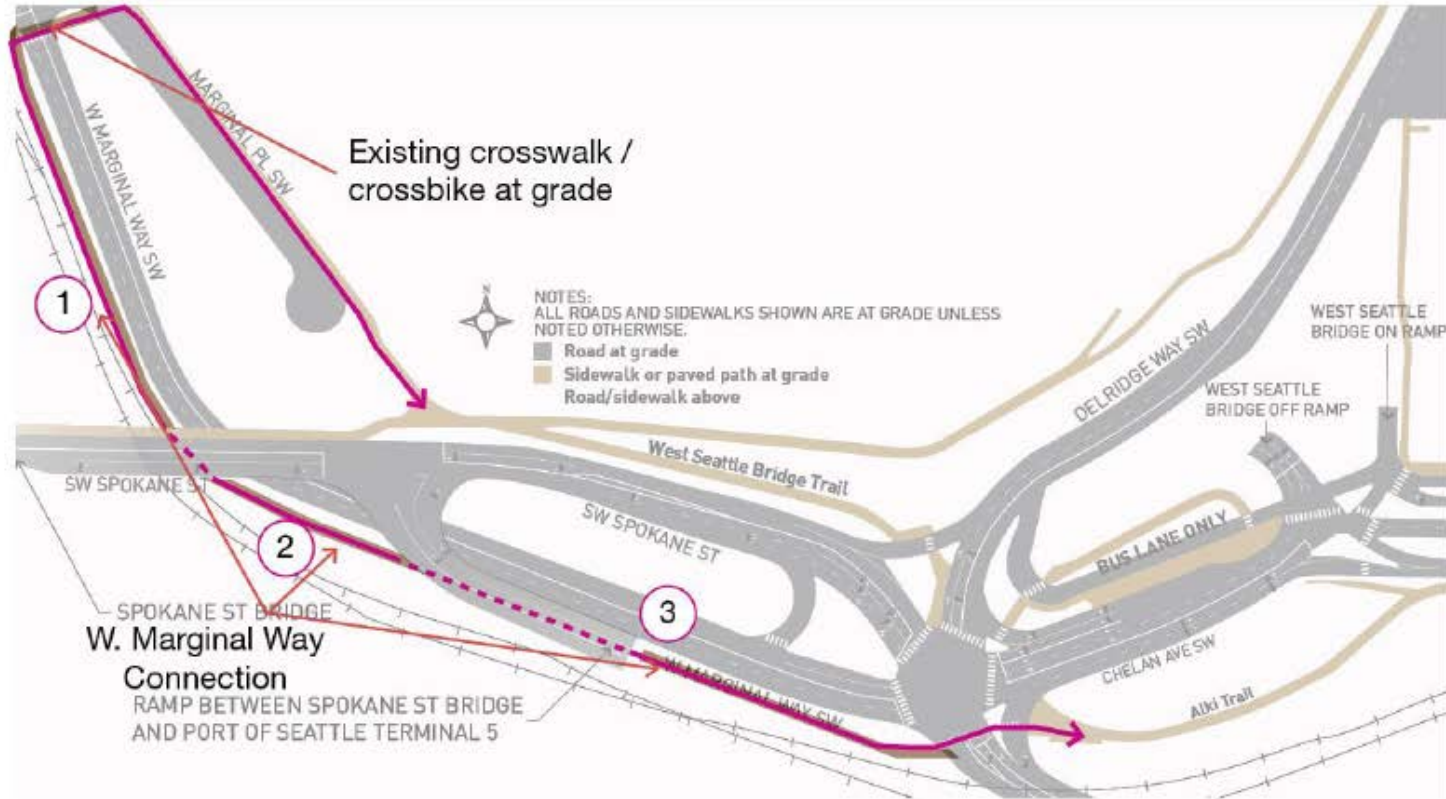 MARGINAL PL SW
W MARGINAL WAY SW
Existing crosswalk /
crossbike at grade
1
N
NOTES:
ALL ROADS AND SIDEWALKS SHOWN ARE AT GRADE UNLESS
NOTED OTHERWISE.
Road at grade
Sidewalk or paved path at grade
Road/sidewalk above
WEST SEATTLE
BRIDGE ON RAMP
DELRIDGE WAY SW
WEST SEATTLE
BRIDGE OFF RAMP
West Seattle Bridge Trail
SW SPOKANE ST
SW SPOKANE ST
2
BUS LANE ONLY
3
SPOKANE ST BRIDGE
W. Marginal Way
Connection
RAMP BETWEEN SPOKANE ST BRIDGE
AND PORT OF SEATTLE TERMINAL 5
W MARGINAL WAY SW
CHELAN AVE SW
Alki Trail